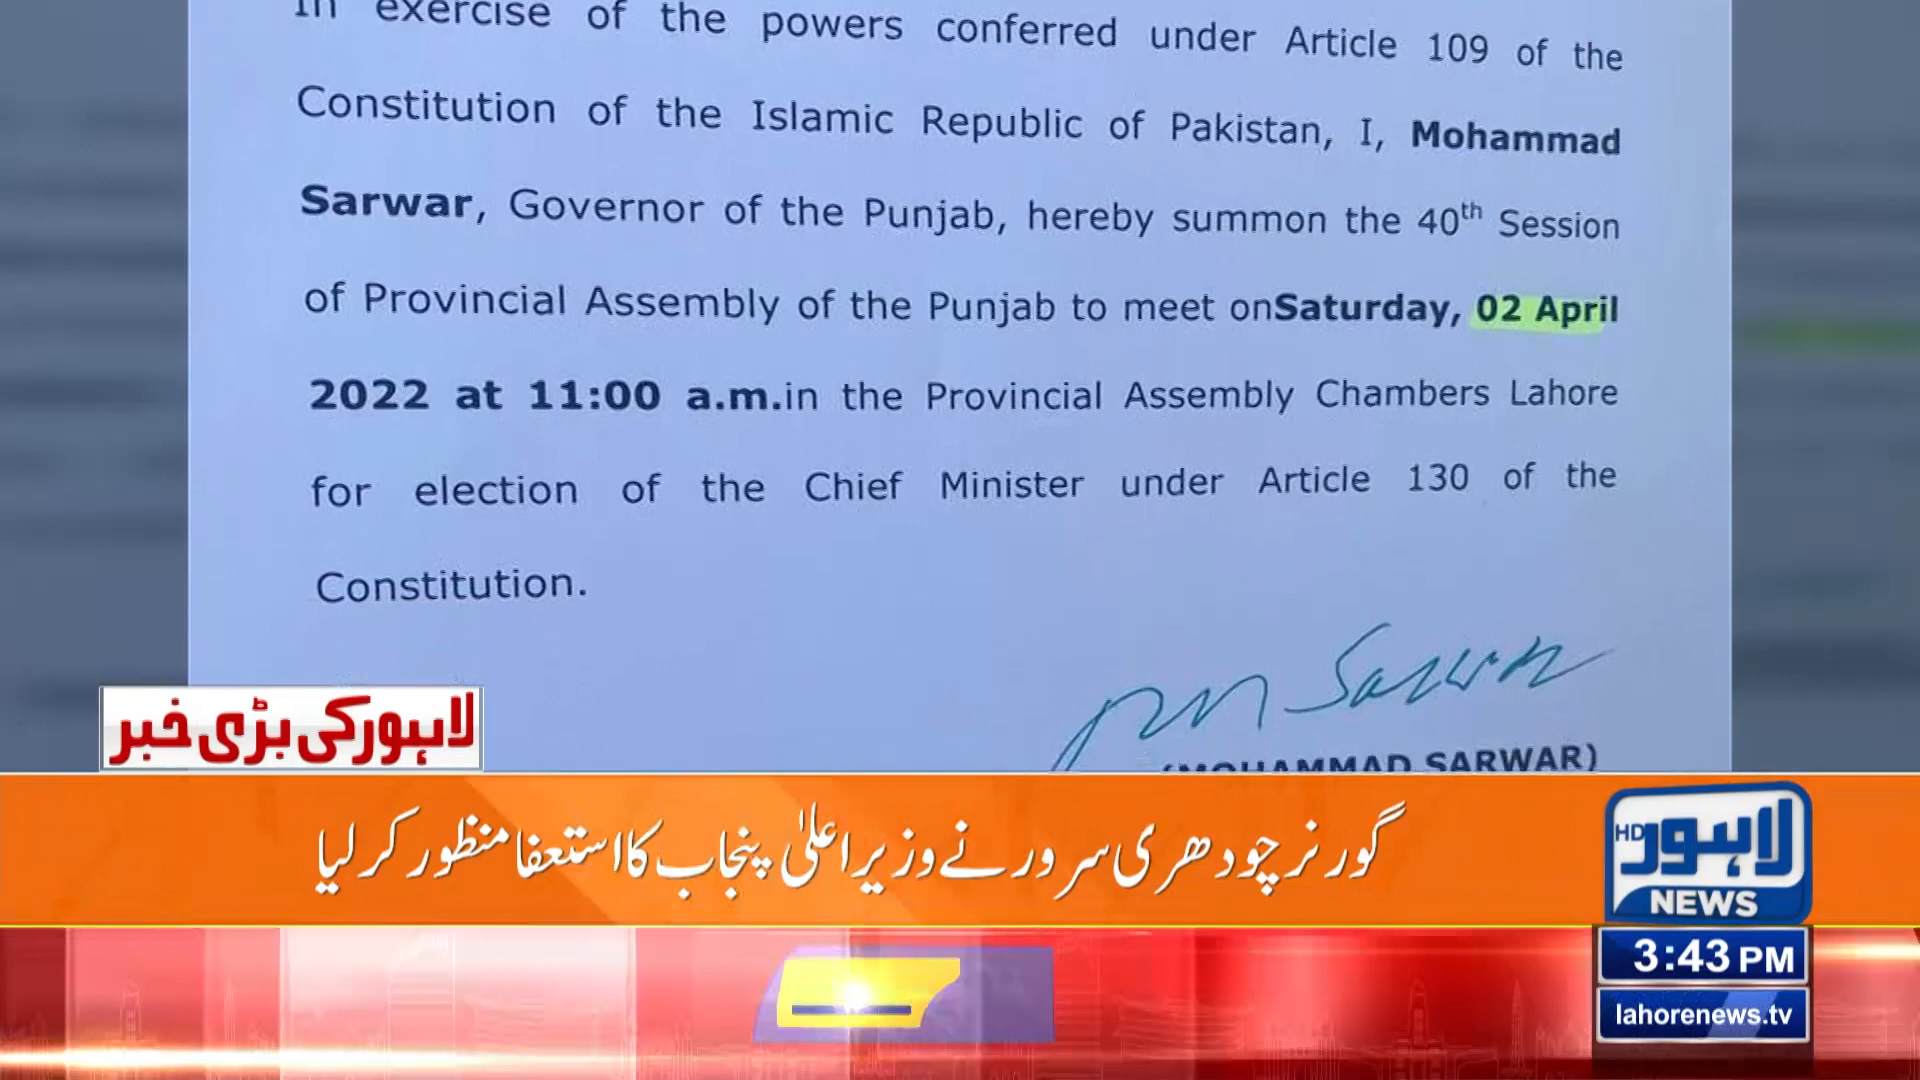 In exercise of the powers conferred under Article 109 of the
Constitution of the Islamic Republic of Pakistan, I, Mohammad
Sarwar, Governor of the Punjab, hereby summon the 40th Session
of Provincial Assembly of the Punjab to meet onSaturday, 02 April
2022 at 11:00 a.m.in the Provincial Assembly Chambers Lahore
for election of the Chief Minister under Article 130 of the
Constitution.
M Sarwar
(MOHAMMAD SARWAR)
لاہور کی بڑی خبر
گورنر چودھری سرور نے وزیراعلیٰ پنجاب کا استعفا منظور کر لیا
لاہور HD
NEWS
3:43 PM
lahorenews.tv